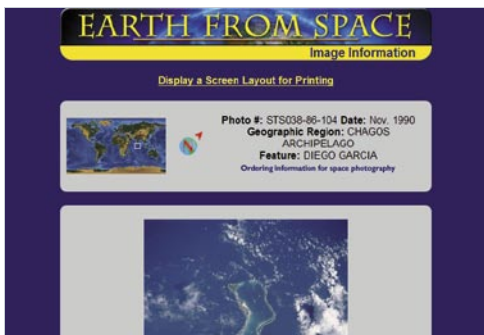 EARTH FROM SPACE
Image Information
Display a Screen Layout for Printing
Photo #: STS038-86-104 Date: Nov. 1990
Geographic Region: CHAGOS
ARCHIPELAGO
Feature: DIEGO GARCIA
Ordering information for space photography